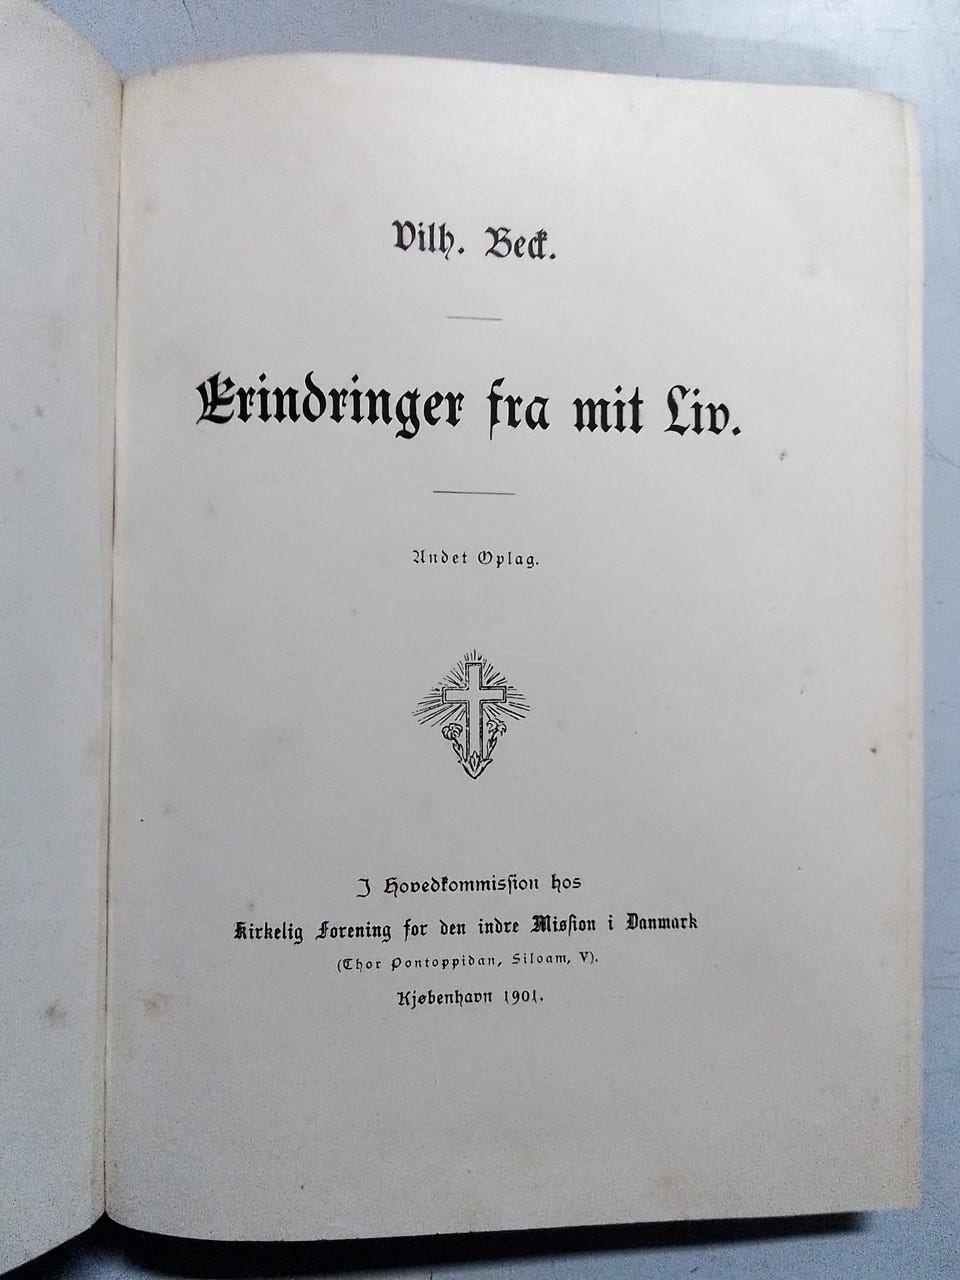 Vilh. Beck.
Erindringer fra mit Liv.
Andet Oplag.
I Hovedkommission hos
Kirkelig Forening for den indre Mission i Danmark
(Thor Pontoppidan, Siloam, V).
Kjøbenhavn 1901.